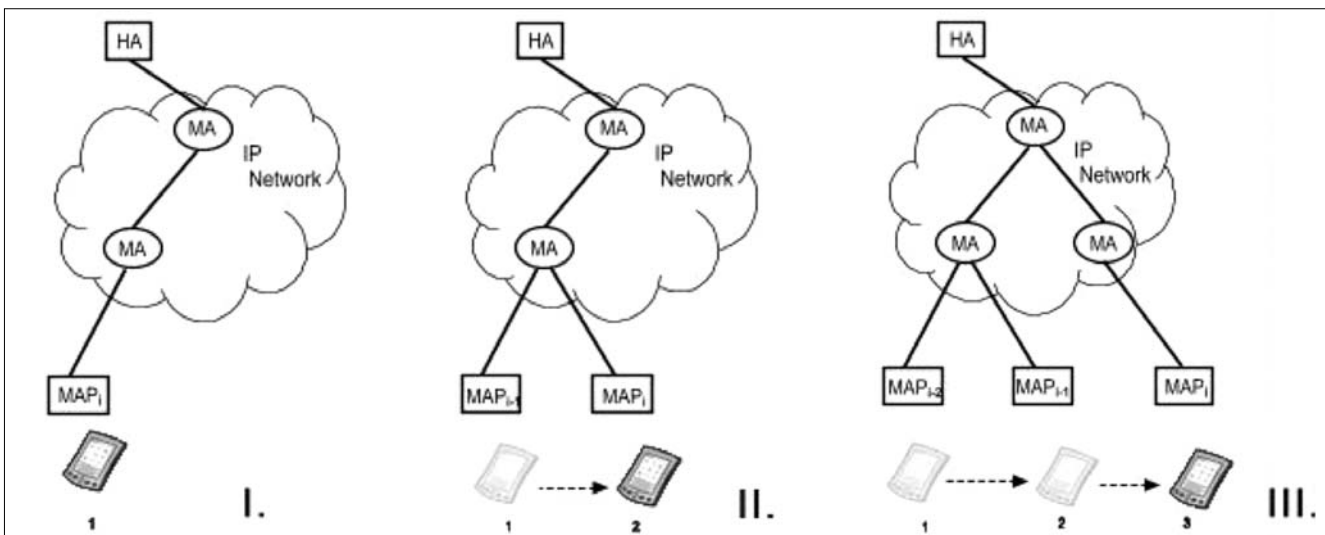 HA
MA
IP
Network
MA
MAPi
1
I.
HA
MA
IP
Network
MA
MAPi-1
MAPi
1
2
II.
HA
MA
IP
Network
MA
MA
MAPi-2
MAPi-1
MAPi
1
2
3
III.